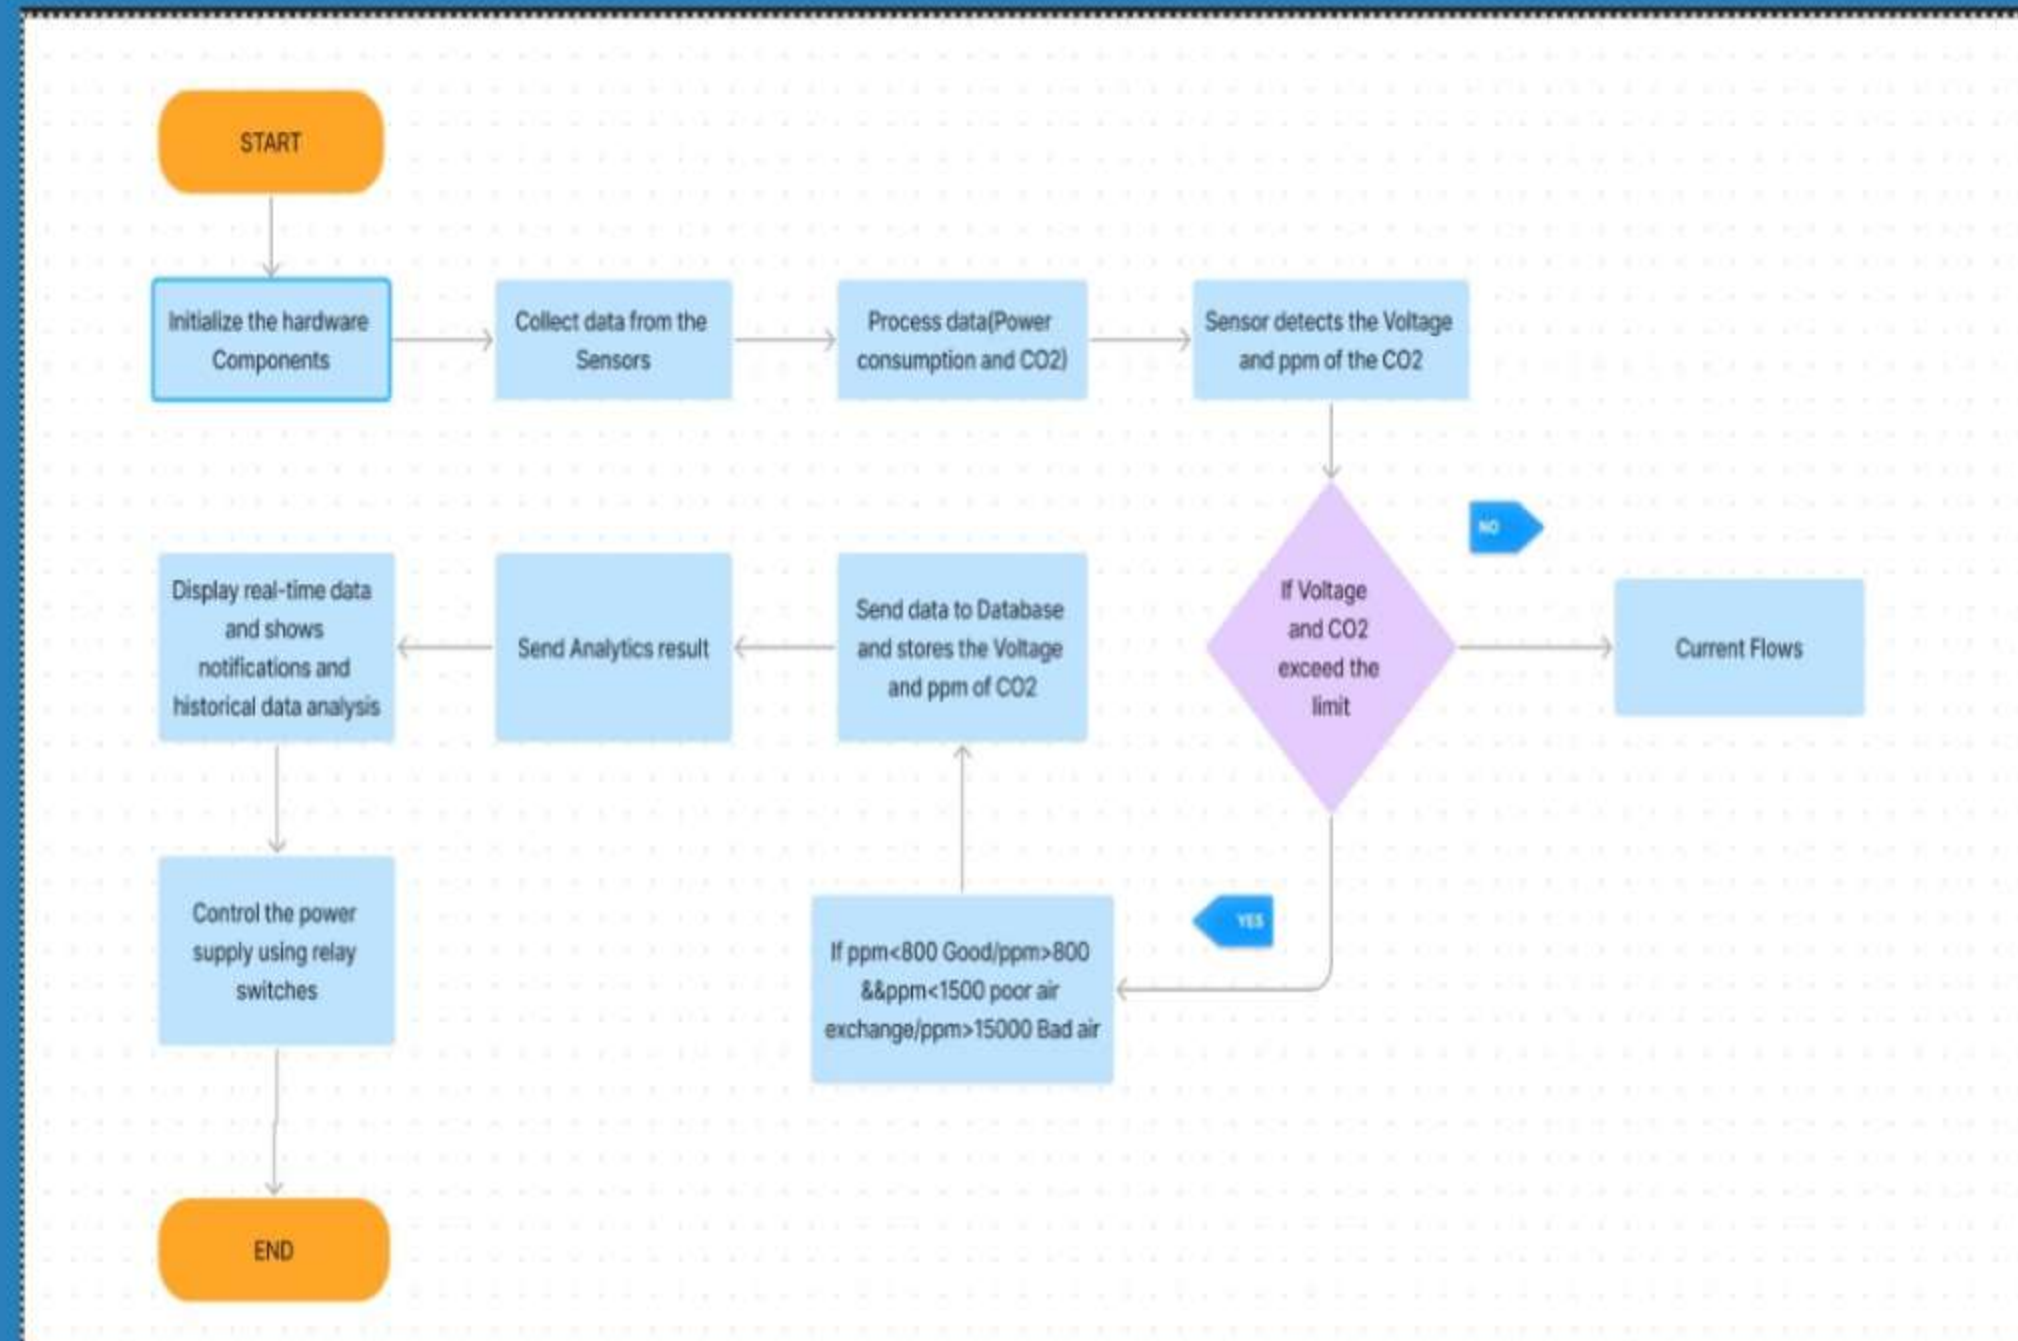 START
Initialize the hardware
Components
Collect data from the
Sensors
Process data(Power
consumption and CO2)
Sensor detects the Voltage
and ppm of the CO2
NO
If Voltage
and CO2
exceed the
limit
Current Flows
Send data to Database
and stores the Voltage
and ppm of CO2
Send Analytics result
Display real-time data
and shows
notifications and
historical data analysis
YES
If ppm<800 Good/ppm>800
&&ppm<1500 poor air
exchange/ppm>15000 Bad air
Control the power
supply using relay
switches
END